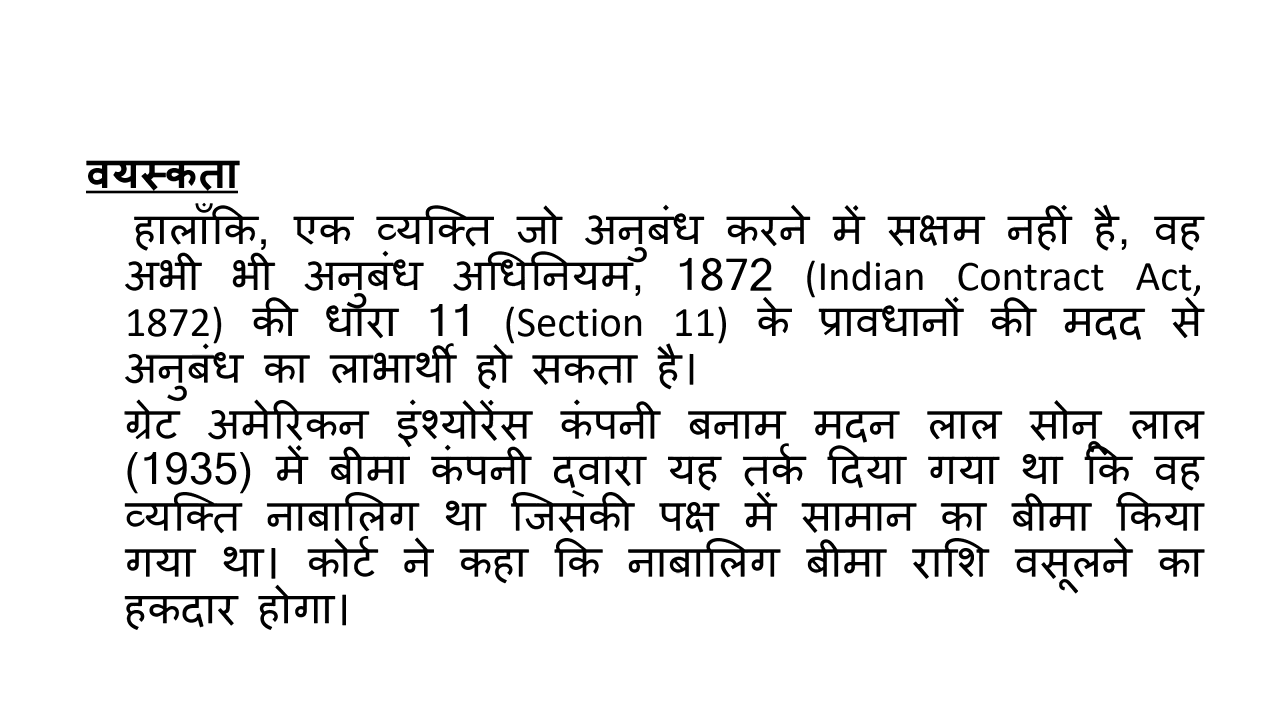 वयस्कता
हालाँकि, एक व्यक्ति जो अनुबंध करने में सक्षम नहीं है, वह
अभी भी अनुबंध अधिनियम, 1872 (Indian Contract Act,
1872) की धारा 11 (Section 11) के प्रावधानों की मदद से
अनुबंध का लाभार्थी हो सकता है।
ग्रेट अमेरिकन इंश्योरेंस कंपनी बनाम मदन लाल सोनू लाल
(1935) में बीमा कंपनी द्वारा यह तर्क दिया गया था कि वह
व्यक्ति नाबालिग था जिसकी पक्ष में सामान का बीमा किया
गया था। कोर्ट ने कहा कि नाबालिग बीमा राशि वसूलने का
हकदार होगा।